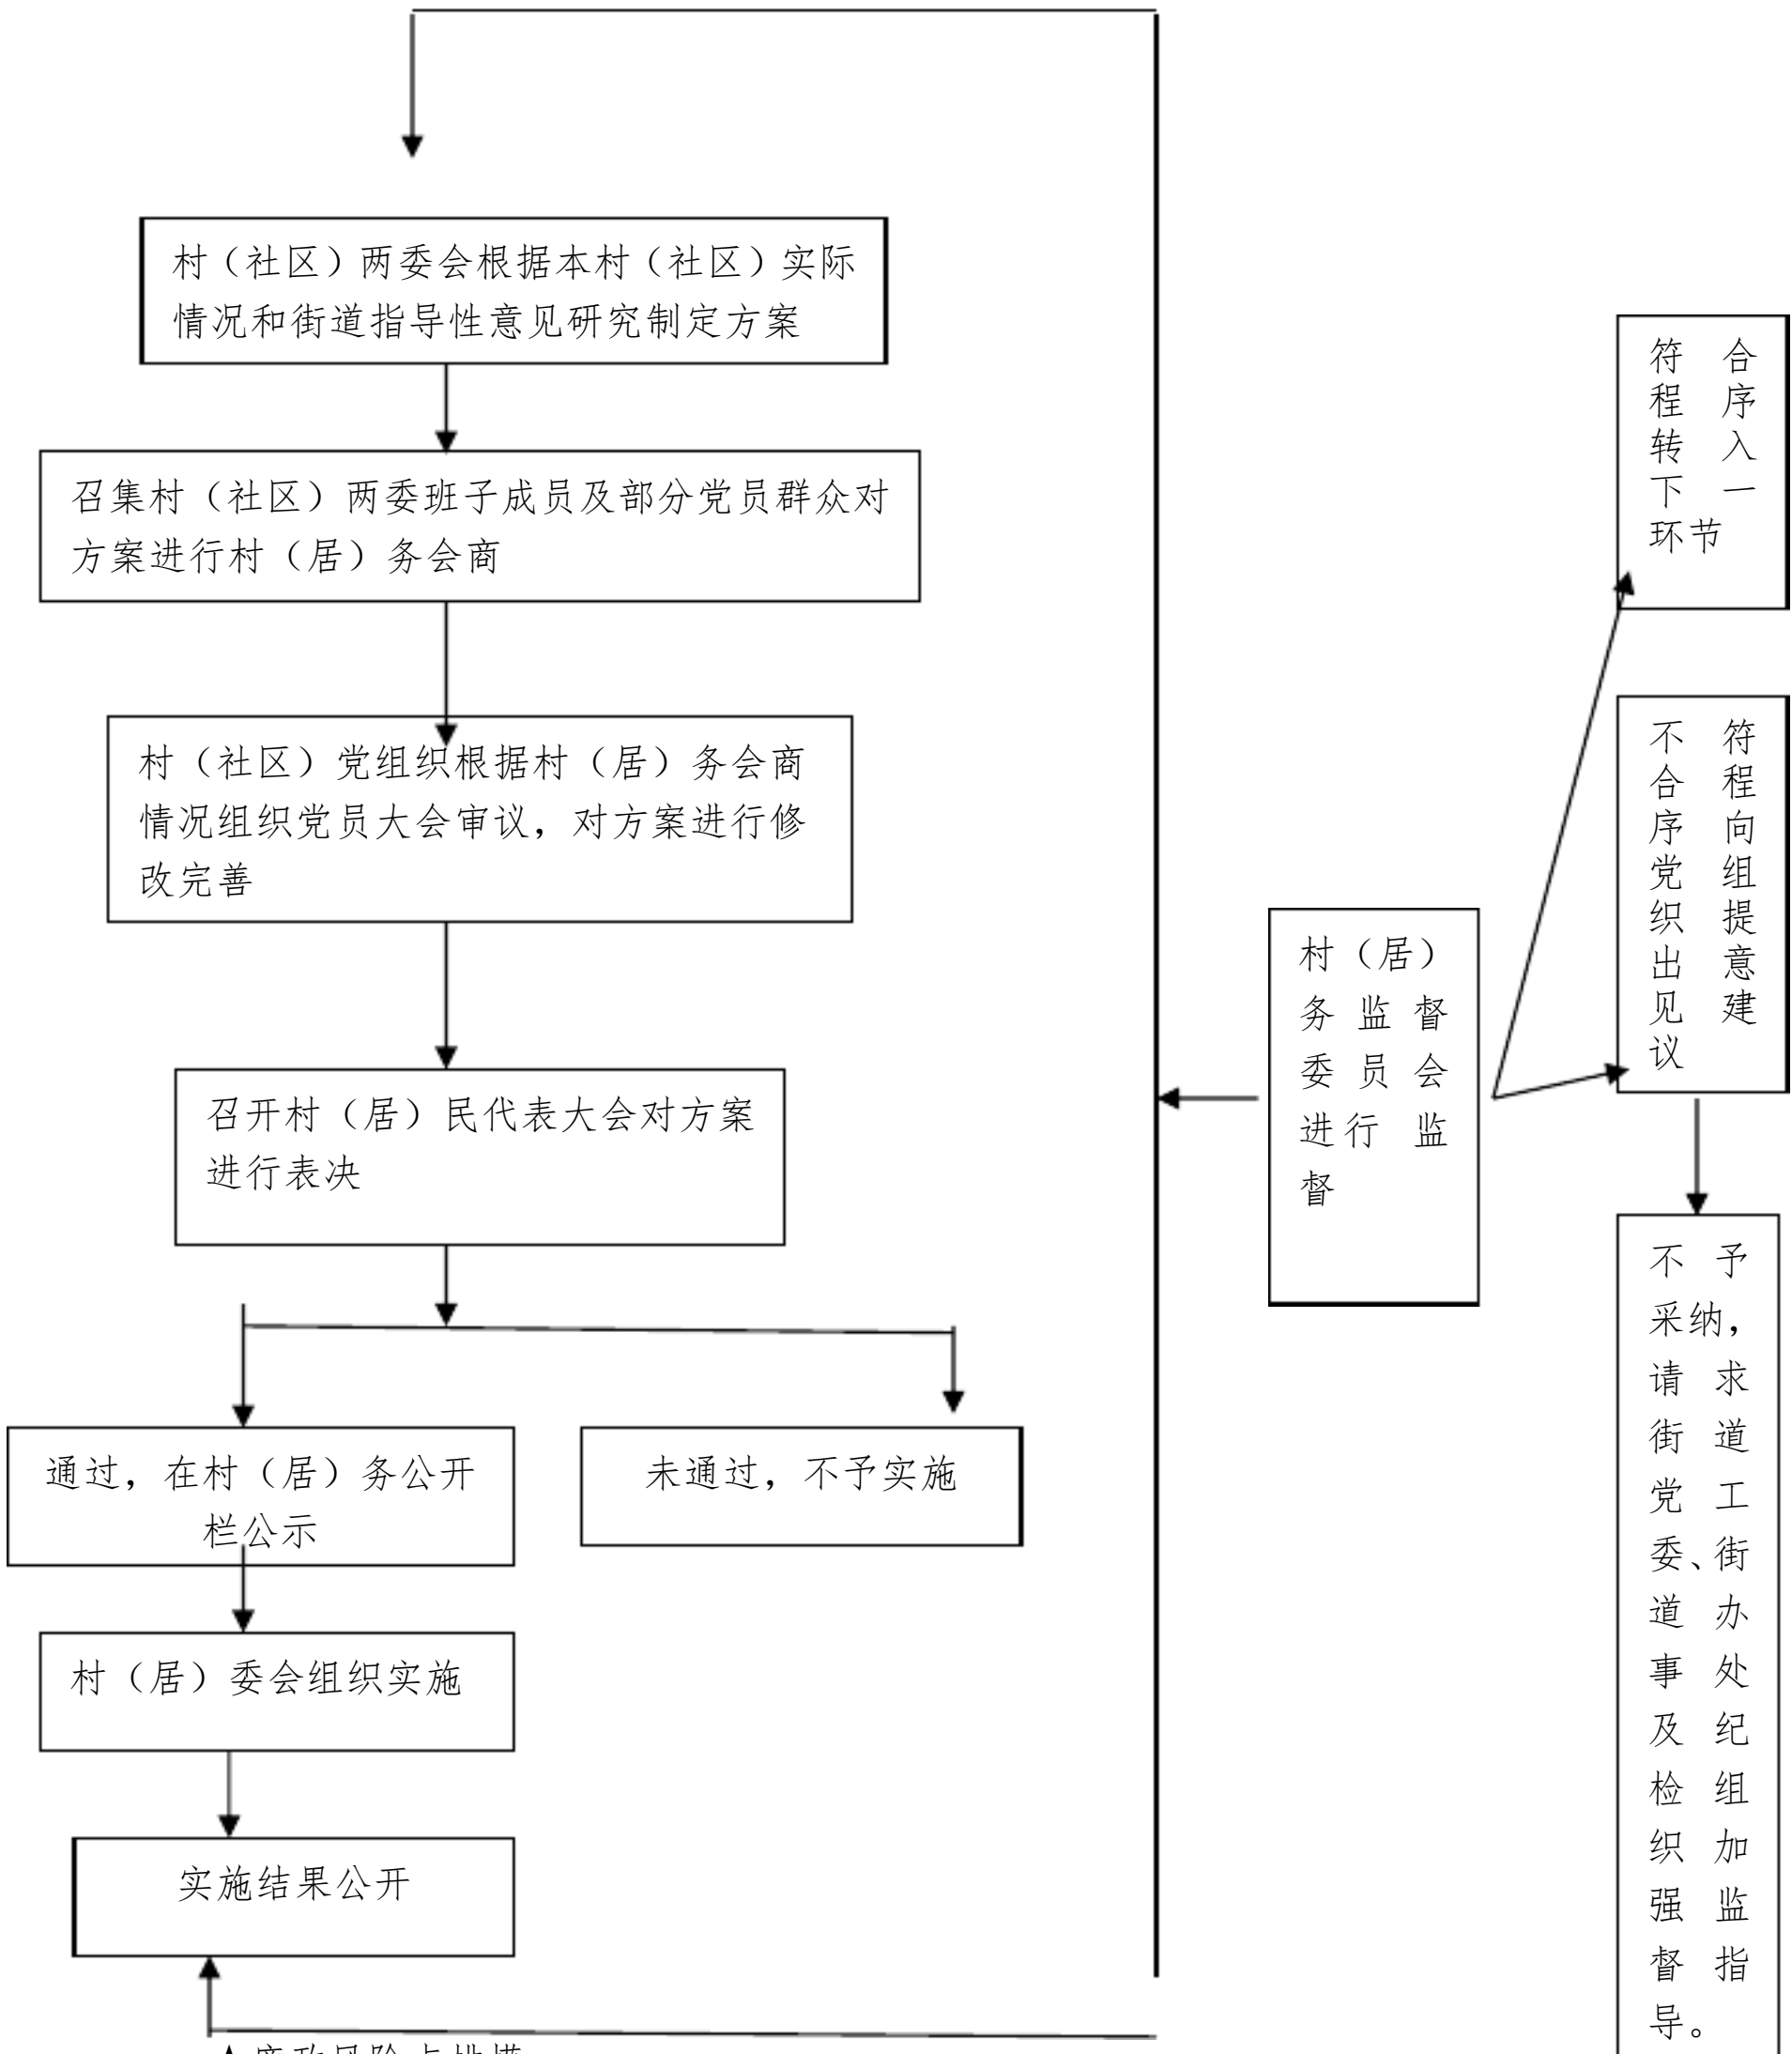 村（社区）两委会根据本村（社区）实际
情况和街道指导性意见研究制定方案
召集村（社区）两委班子成员及部分党员群众对
方案进行村（居）务会商
村（社区）党组织根据村（居）务会商
情况组织党员大会审议，对方案进行修
改完善
召开村（居）民代表大会对方案
进行表决
通过，在村（居）务公开
栏公示
未通过，不予实施
村（居）委会组织实施
实施结果公开
村（居）
务监督
委员会
进行监
督
符合
程序
转入
下一
环节
不符
合程
序向
党组
织提
出意
见建
议
不予
采纳，
请求
街道
党工
委、街
道办
事处
及纪
检组
织加
强监
督指
导。